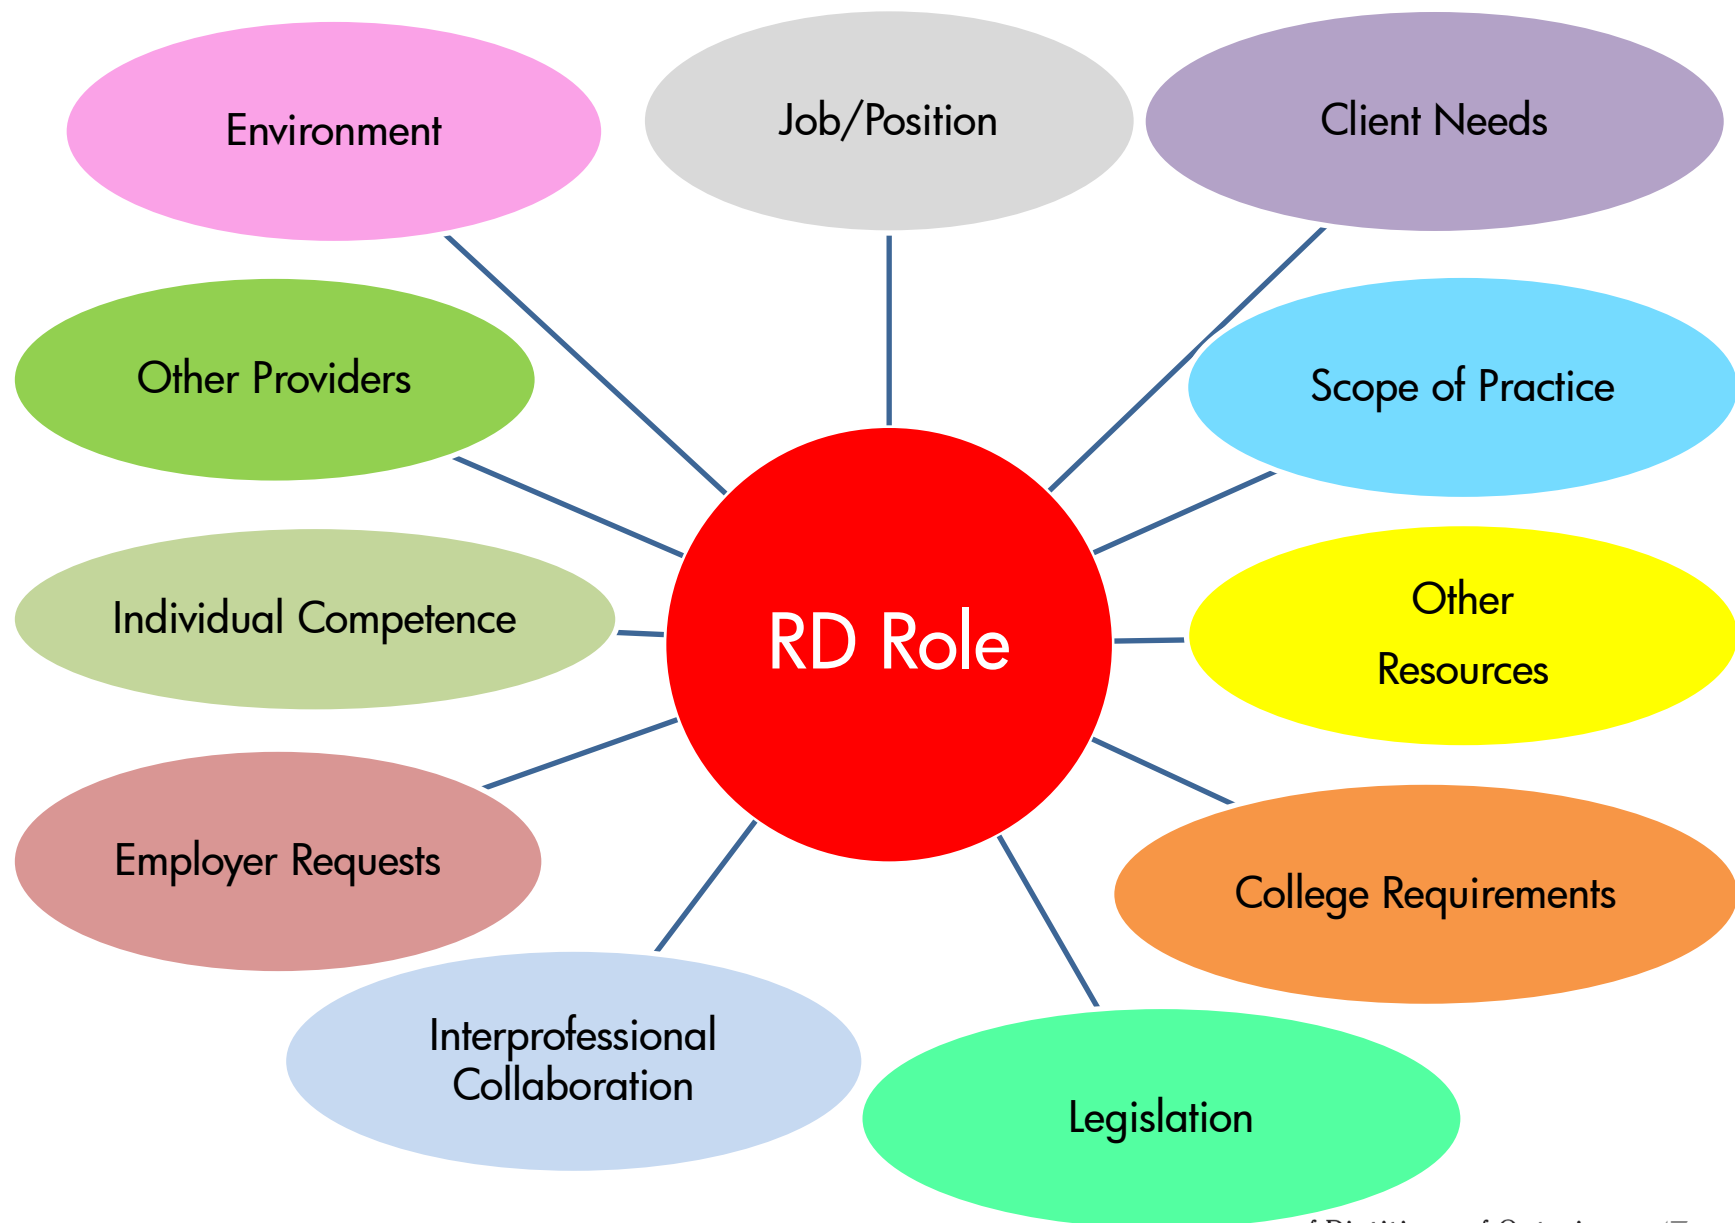 Environment
Job/Position
Client Needs
Other Providers
Scope of Practice
Individual Competence
RD Role
Other
Resources
Employer Requests
College Requirements
Interprofessional
Collaboration
Legislation